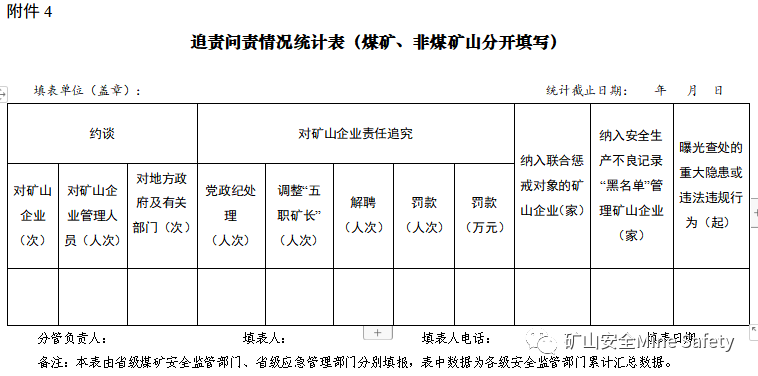 附件 4
追责问责情况统计表（煤矿、非煤矿山分开填写）
填表单位（盖章）： 统计截止日期： 年 月 日
约谈
对矿山企业责任追究
纳入联合惩
戒对象的矿
山企业（家）
纳入安全生
产不良记录
“黑名单”管
理矿山企业
（家）
曝光查处的
重大隐患或
违法违规行
为（起）
对矿山
企业
（次）
对矿山企
业管理人
员（人次）
对地方政
府及有关
部门（次）
党政纪处
理
（人次）
调整“五
职矿长”
（人次）
解聘
（人次）
罚款
（人次）
罚款
（万元）
分管负责人： 填表人： 填表人电话： 填表日期
矿山安全Mine Safety
备注：本表由省级煤矿安全监管部门、省级应急管理部门分别填报，表中数据为各级安全监管部门累计汇总数据。